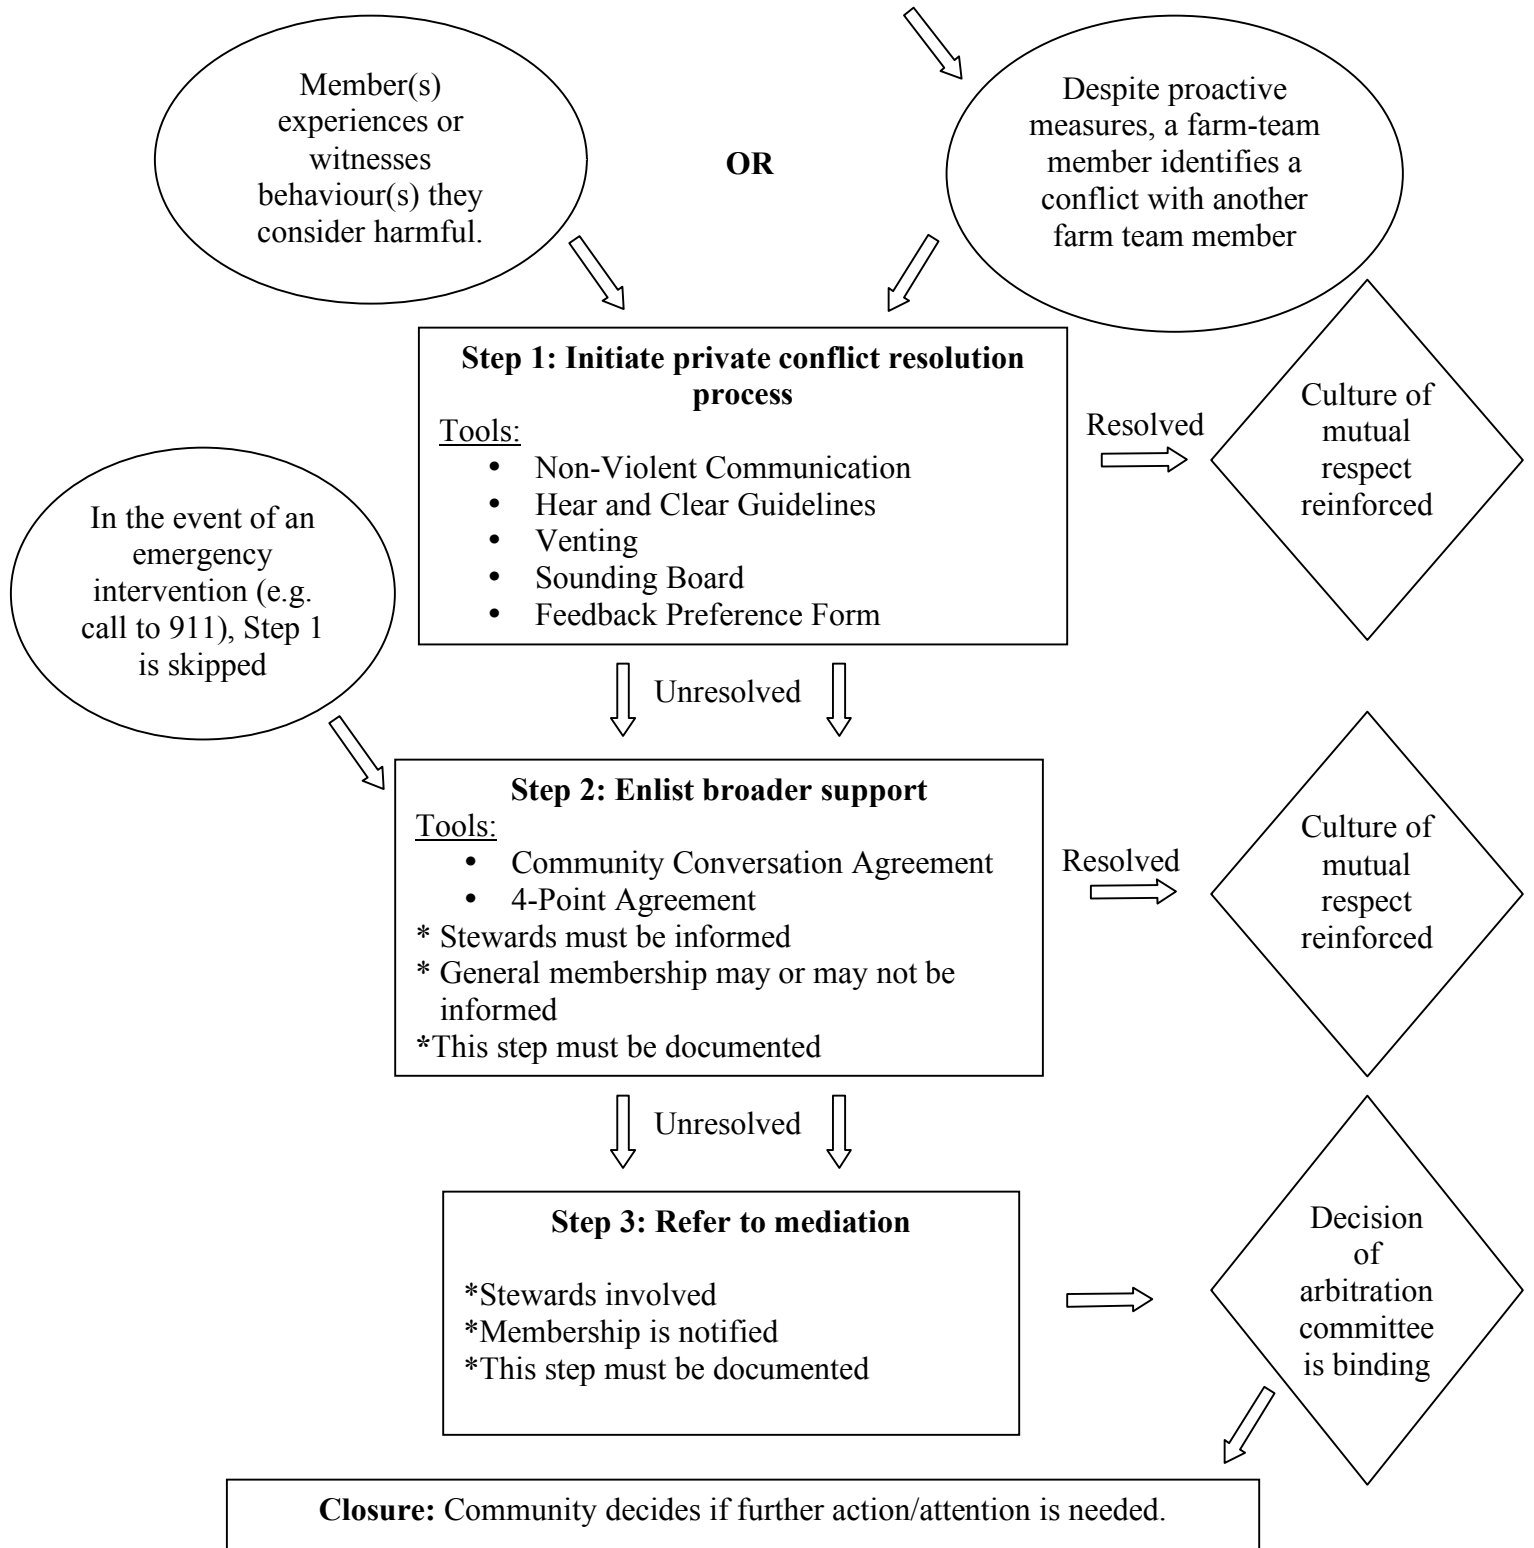 Member(s)
experiences or
witnesses
behaviour(s) they
consider harmful.
OR
Despite proactive
measures, a farm-team
member identifies a
conflict with another
farm team member
Step 1: Initiate private conflict resolution
process
Tools:
• Non-Violent Communication
• Hear and Clear Guidelines
• Venting
• Sounding Board
• Feedback Preference Form
Resolved
Culture of
mutual
respect
reinforced
In the event of an
emergency
intervention (e.g.
call to 911), Step 1
is skipped
Unresolved
Step 2: Enlist broader support
Tools:
• Community Conversation Agreement
• 4-Point Agreement
* Stewards must be informed
* General membership may or may not be
informed
*This step must be documented
Resolved
Culture of
mutual
respect
reinforced
Unresolved
Step 3: Refer to mediation
*Stewards involved
*Membership is notified
*This step must be documented
Decision
of
arbitration
committee
is binding
Closure: Community decides if further action/attention is needed.